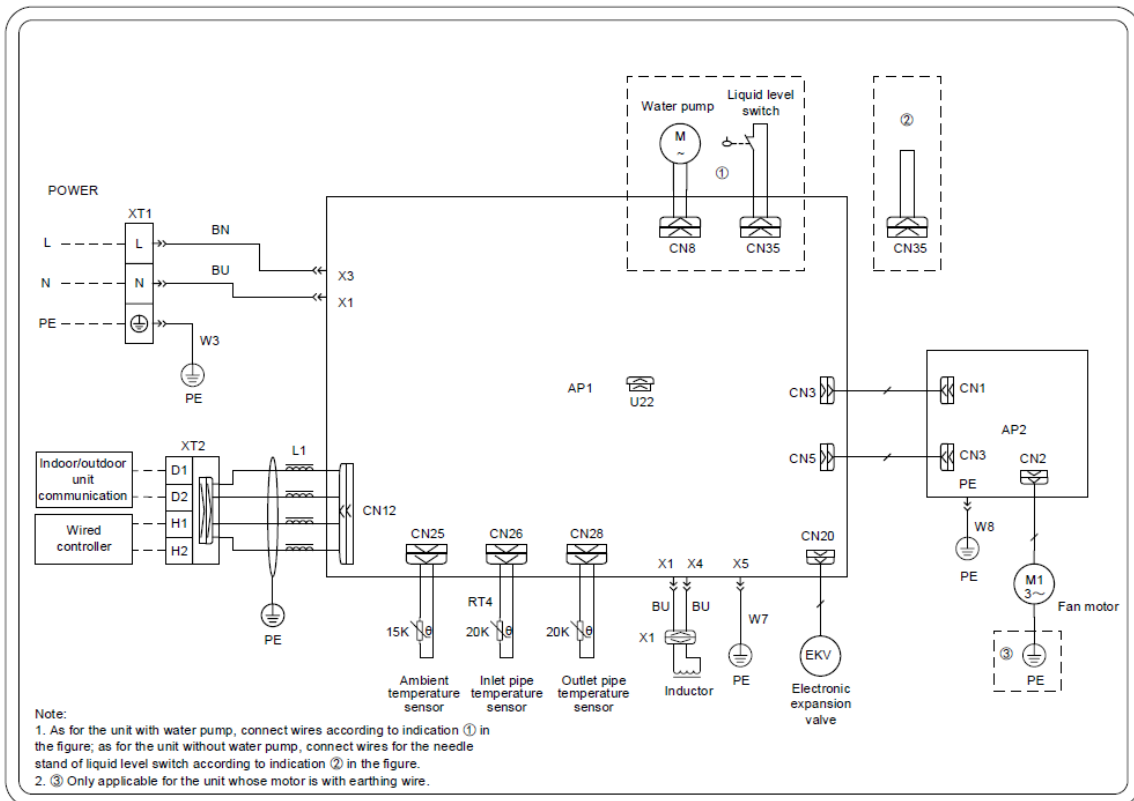 Water pump
Liquid level
switch
M
~
①
②
CN8
CN35
CN35
POWER
XT1
L
L
BN
X3
N
N
BU
X1
PE
W3
PE
AP1
U22
CN3
CN1
AP2
CN5
CN3
CN2
PE
W8
PE
M1
3~
Fan motor
③
PE
XT2
L1
Indoor/outdoor
unit
communication
D1
D2
Wired
controller
H1
H2
CN12
PE
CN25
CN26
CN28
RT4
15K
θ
20K
θ
20K
θ
Ambient
temperature
sensor
Inlet pipe
temperature
sensor
Outlet pipe
temperature
sensor
X1
X4
X5
BU
BU
W7
X1
Inductor
PE
CN20
EKV
Electronic
expansion
valve
Note:
1. As for the unit with water pump, connect wires according to indication ① in
the figure; as for the unit without water pump, connect wires for the needle
stand of liquid level switch according to indication ② in the figure.
2. ③ Only applicable for the unit whose motor is with earthing wire.